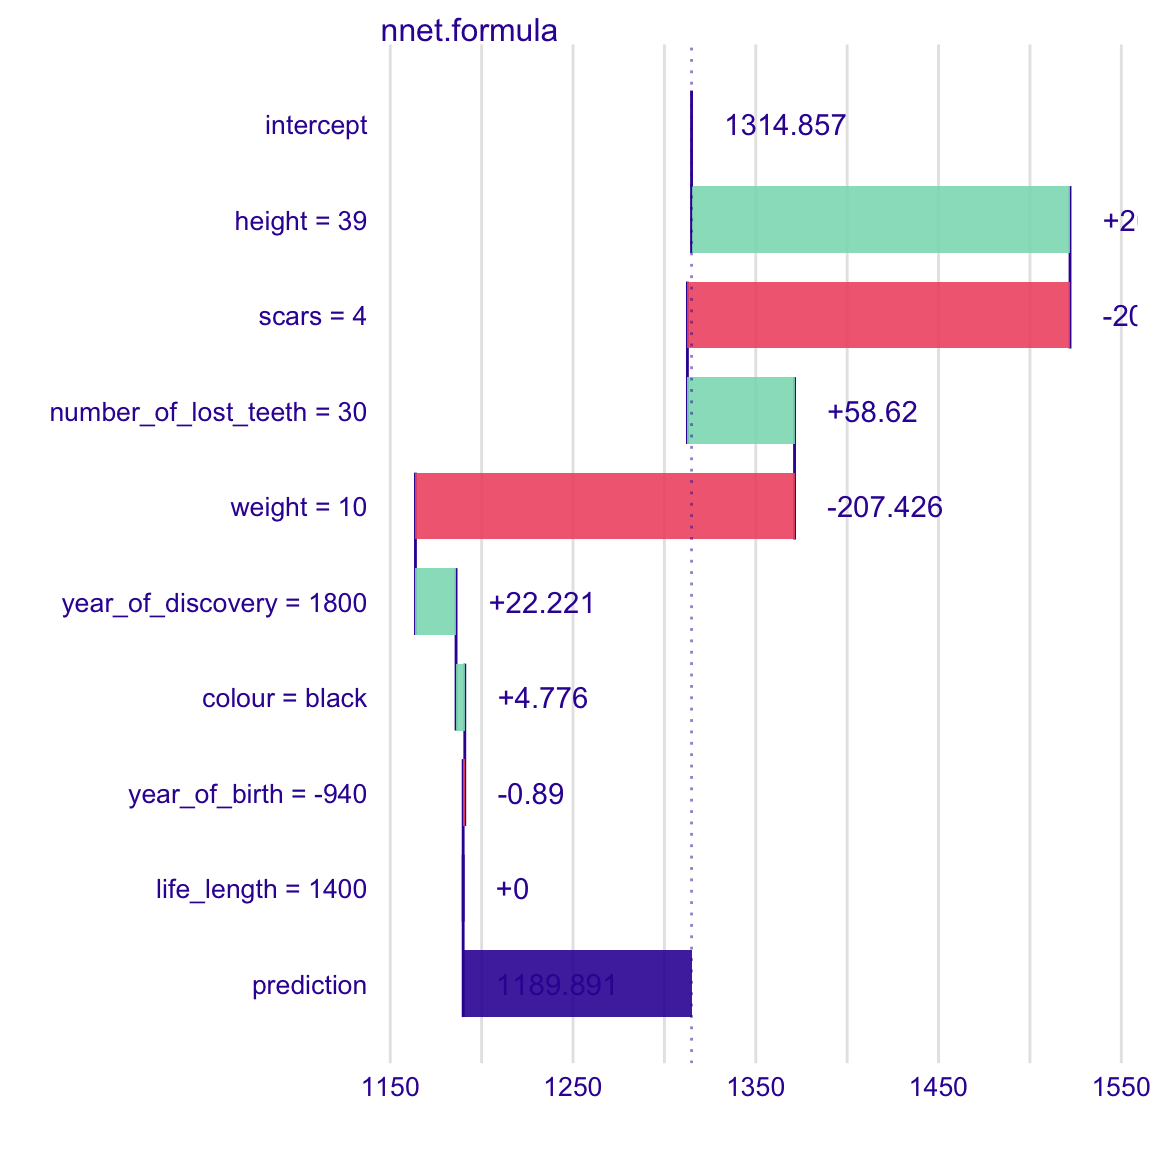 nnet.formula
intercept 1314.857
height = 39 +2
scars = 4 -20
number_of_lost_teeth = 30 +58.62
weight = 10 -207.426
year_of_discovery = 1800 +22.221
colour = black +4.776
year_of_birth = -940 -0.89
life_length = 1400 +0
prediction 1189.891
1150 1250 1350 1450 1550